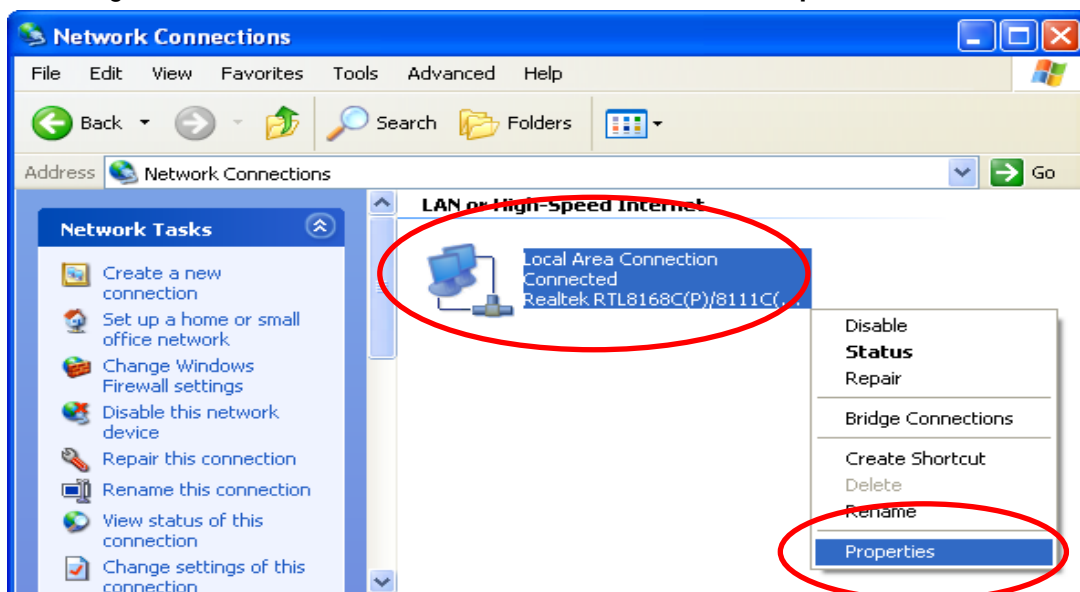 Network Connections
File Edit View Favorites Tools Advanced Help
Back Search Folders
Address Network Connections Go
LAN or High-Speed Internet
Network Tasks
Create a new
connection
Set up a home or small
office network
Change Windows
Firewall settings
Disable this network
device
Repair this connection
Rename this connection
View status of this
connection
Change settings of this
connection
Local Area Connection
Connected
Realtek RTL8168C(P)/8111C(...
Disable
Status
Repair
Bridge Connections
Create Shortcut
Delete
Rename
Properties